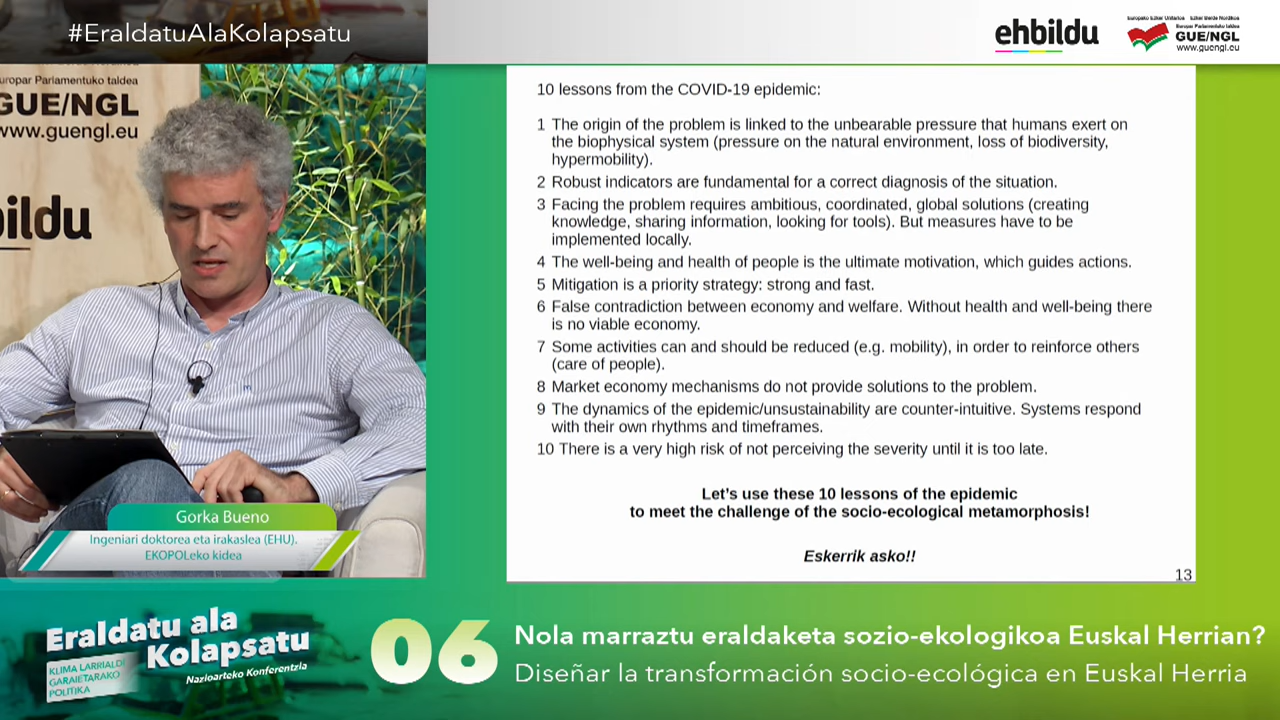 #EraldatuAlaKolapsatu
ehbildu
Europako Ezker Unitarioa Ezker Berde Nordikoa
Europar Parlamentuko taldea
GUE/NGL
www.guengl.eu
uropar Parlamentuko taldea
GUE/NGL
www.guengl.eu
bildu
10 lessons from the COVID-19 epidemic:
1 The origin of the problem is linked to the unbearable pressure that humans exert on
the biophysical system (pressure on the natural environment, loss of biodiversity,
hypermobility).
2 Robust indicators are fundamental for a correct diagnosis of the situation.
3 Facing the problem requires ambitious, coordinated, global solutions (creating
knowledge, sharing information, looking for tools). But measures have to be
implemented locally.
4 The well-being and health of people is the ultimate motivation, which guides actions.
5 Mitigation is a priority strategy: strong and fast.
6 False contradiction between economy and welfare. Without health and well-being there
is no viable economy.
7 Some activities can and should be reduced (e.g. mobility), in order to reinforce others
(care of people).
8 Market economy mechanisms do not provide solutions to the problem.
9 The dynamics of the epidemic/unsustainability are counter-intuitive. Systems respond
with their own rhythms and timeframes.
10 There is a very high risk of not perceiving the severity until it is too late.
Let's use these 10 lessons of the epidemic
to meet the challenge of the socio-ecological metamorphosis!
Eskerrik asko!!
13
Gorka Bueno
Ingeniari doktorea eta irakaslea (EHU).
EKOPOLeko kidea
Eraldatu ala
Kolapsatu
KLIMA LARRIALDI
GARAIETARAKO
POLITIKA
Nazioarteko Konferentzia
06
Nola marraztu eraldaketa sozio-ekologikoa Euskal Herrian?
Diseñar la transformación socio-ecológica en Euskal Herria